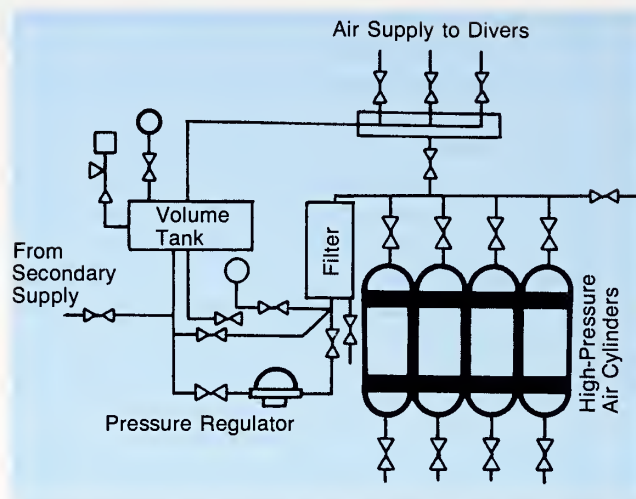 Air Supply to Divers
Volume
Tank
From
Secondary
Supply
Filter
High-Pressure
Air Cylinders
Pressure Regulator